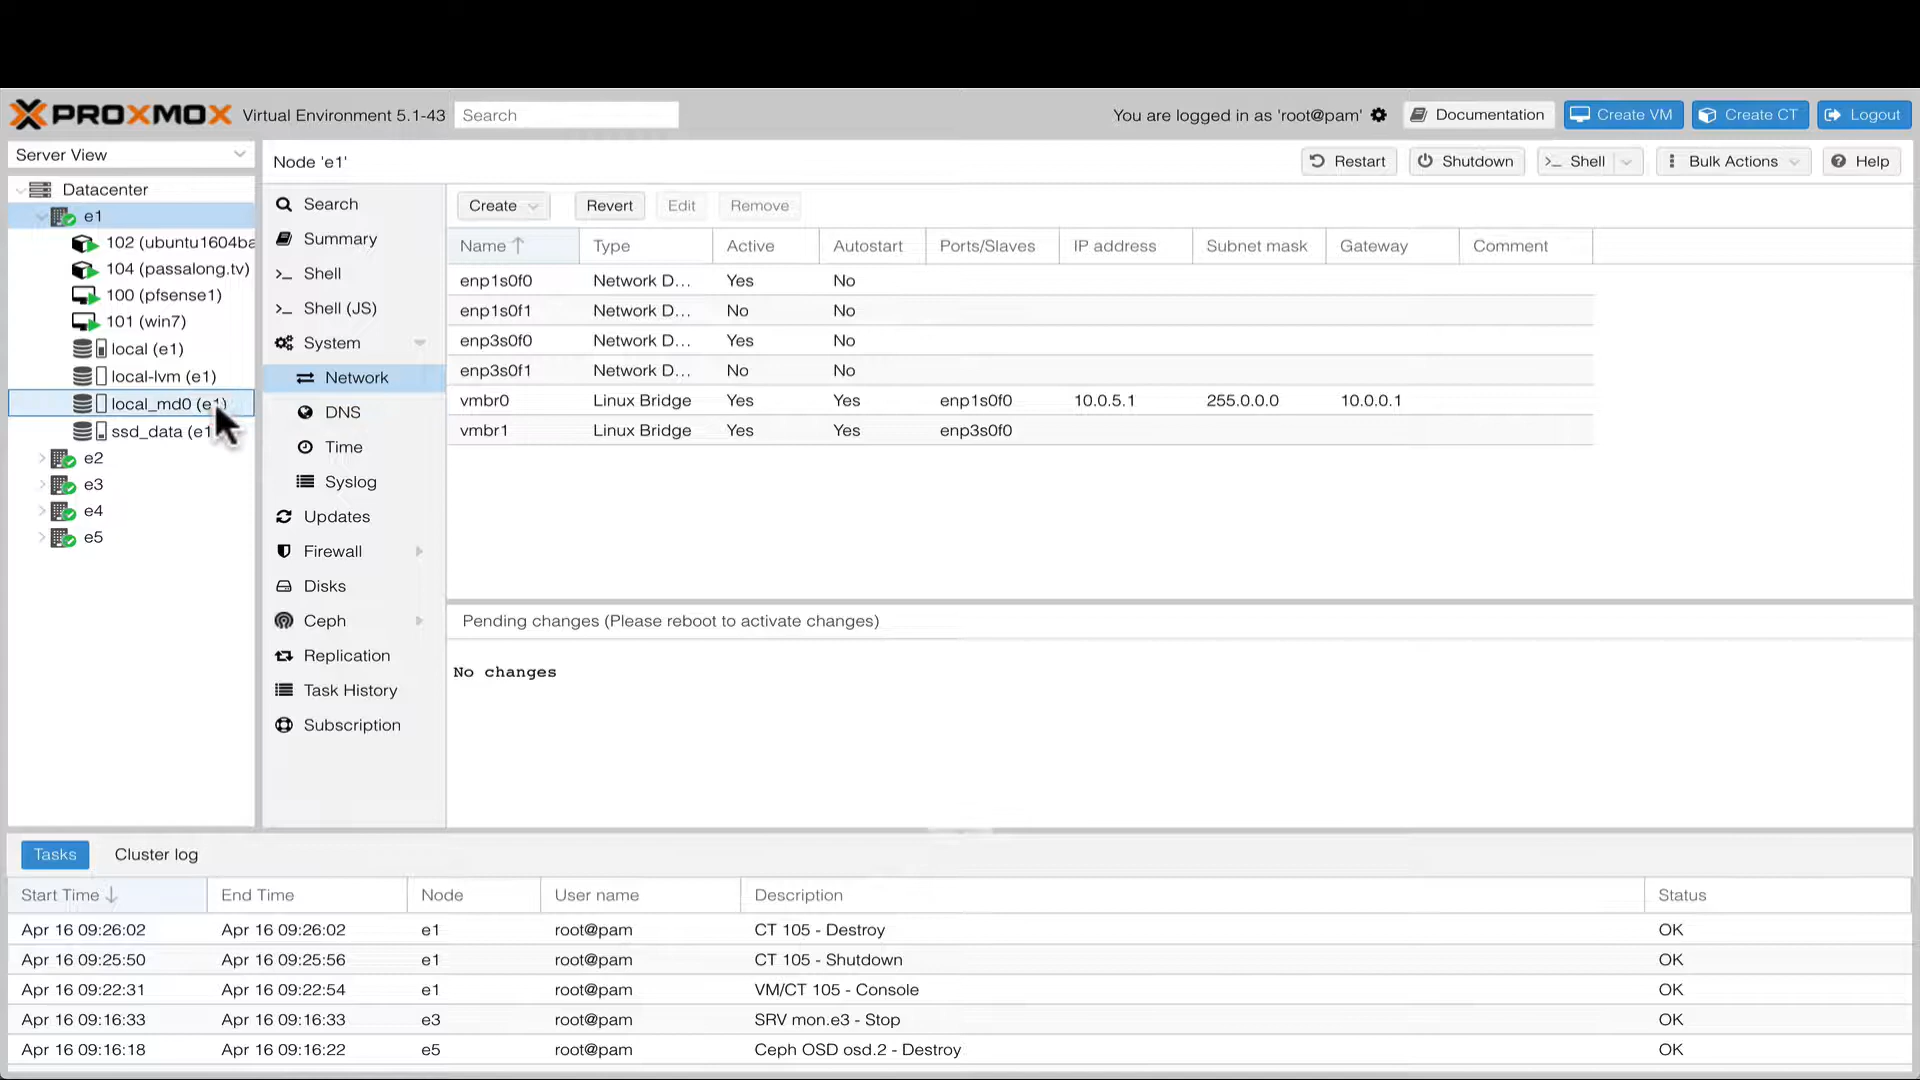 PROXMOX Virtual Environment 5.1-43 Search You are logged in as 'root@pam' Documentation Create VM Create CT Logout
Server View
Node 'e1' Restart Shutdown >_ Shell Bulk Actions Help
Datacenter
e1
102 (ubuntu1604ba
104 (passalong.tv)
100 (pfsense1)
101 (win7)
local (e1)
local-lvm (e1)
local_md0 (e1)
ssd_data (e1
e2
e3
e4
e5
Search
Summary
>_ Shell
>_ Shell (JS)
System
Network
DNS
Time
Syslog
Updates
Firewall
Disks
Ceph
Replication
Task History
Subscription
Create Revert Edit Remove
Name Type Active Autostart Ports/Slaves IP address Subnet mask Gateway Comment
enp1s0f0 Network D... Yes No
enp1s0f1 Network D... No No
enp3s0f0 Network D... Yes No
enp3s0f1 Network D... No No
vmbr0 Linux Bridge Yes Yes enp1s0f0 10.0.5.1 255.0.0.0 10.0.0.1
vmbr1 Linux Bridge Yes Yes enp3s0f0
Pending changes (Please reboot to activate changes)
No changes
Tasks Cluster log
Start Time End Time Node User name Description Status
Apr 16 09:26:02 Apr 16 09:26:02 e1 root@pam CT 105 - Destroy OK
Apr 16 09:25:50 Apr 16 09:25:56 e1 root@pam CT 105 - Shutdown OK
Apr 16 09:22:31 Apr 16 09:22:54 e1 root@pam VM/CT 105 - Console OK
Apr 16 09:16:33 Apr 16 09:16:33 e3 root@pam SRV mon.e3 - Stop OK
Apr 16 09:16:18 Apr 16 09:16:22 e5 root@pam Ceph OSD osd.2 - Destroy OK